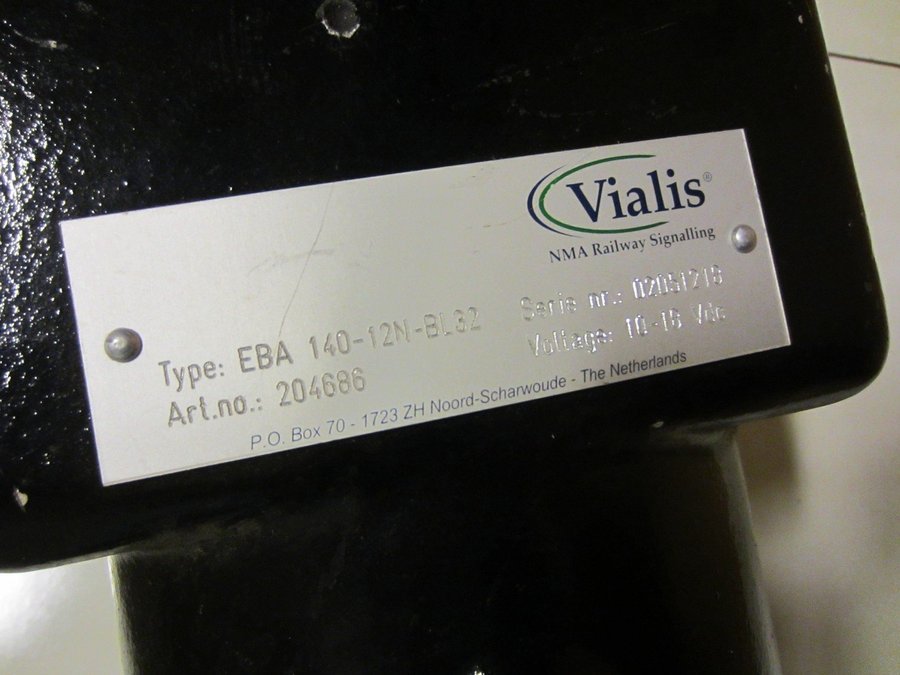 Vialis®
NMA Railway Signalling
Type: EBA 140-12N-BL32
Serie nr.: 02051218
Art.no.: 204686
Voltage: 10-16 Vdc
P.O. Box 70 - 1723 ZH Noord-Scharwoude - The Netherlands